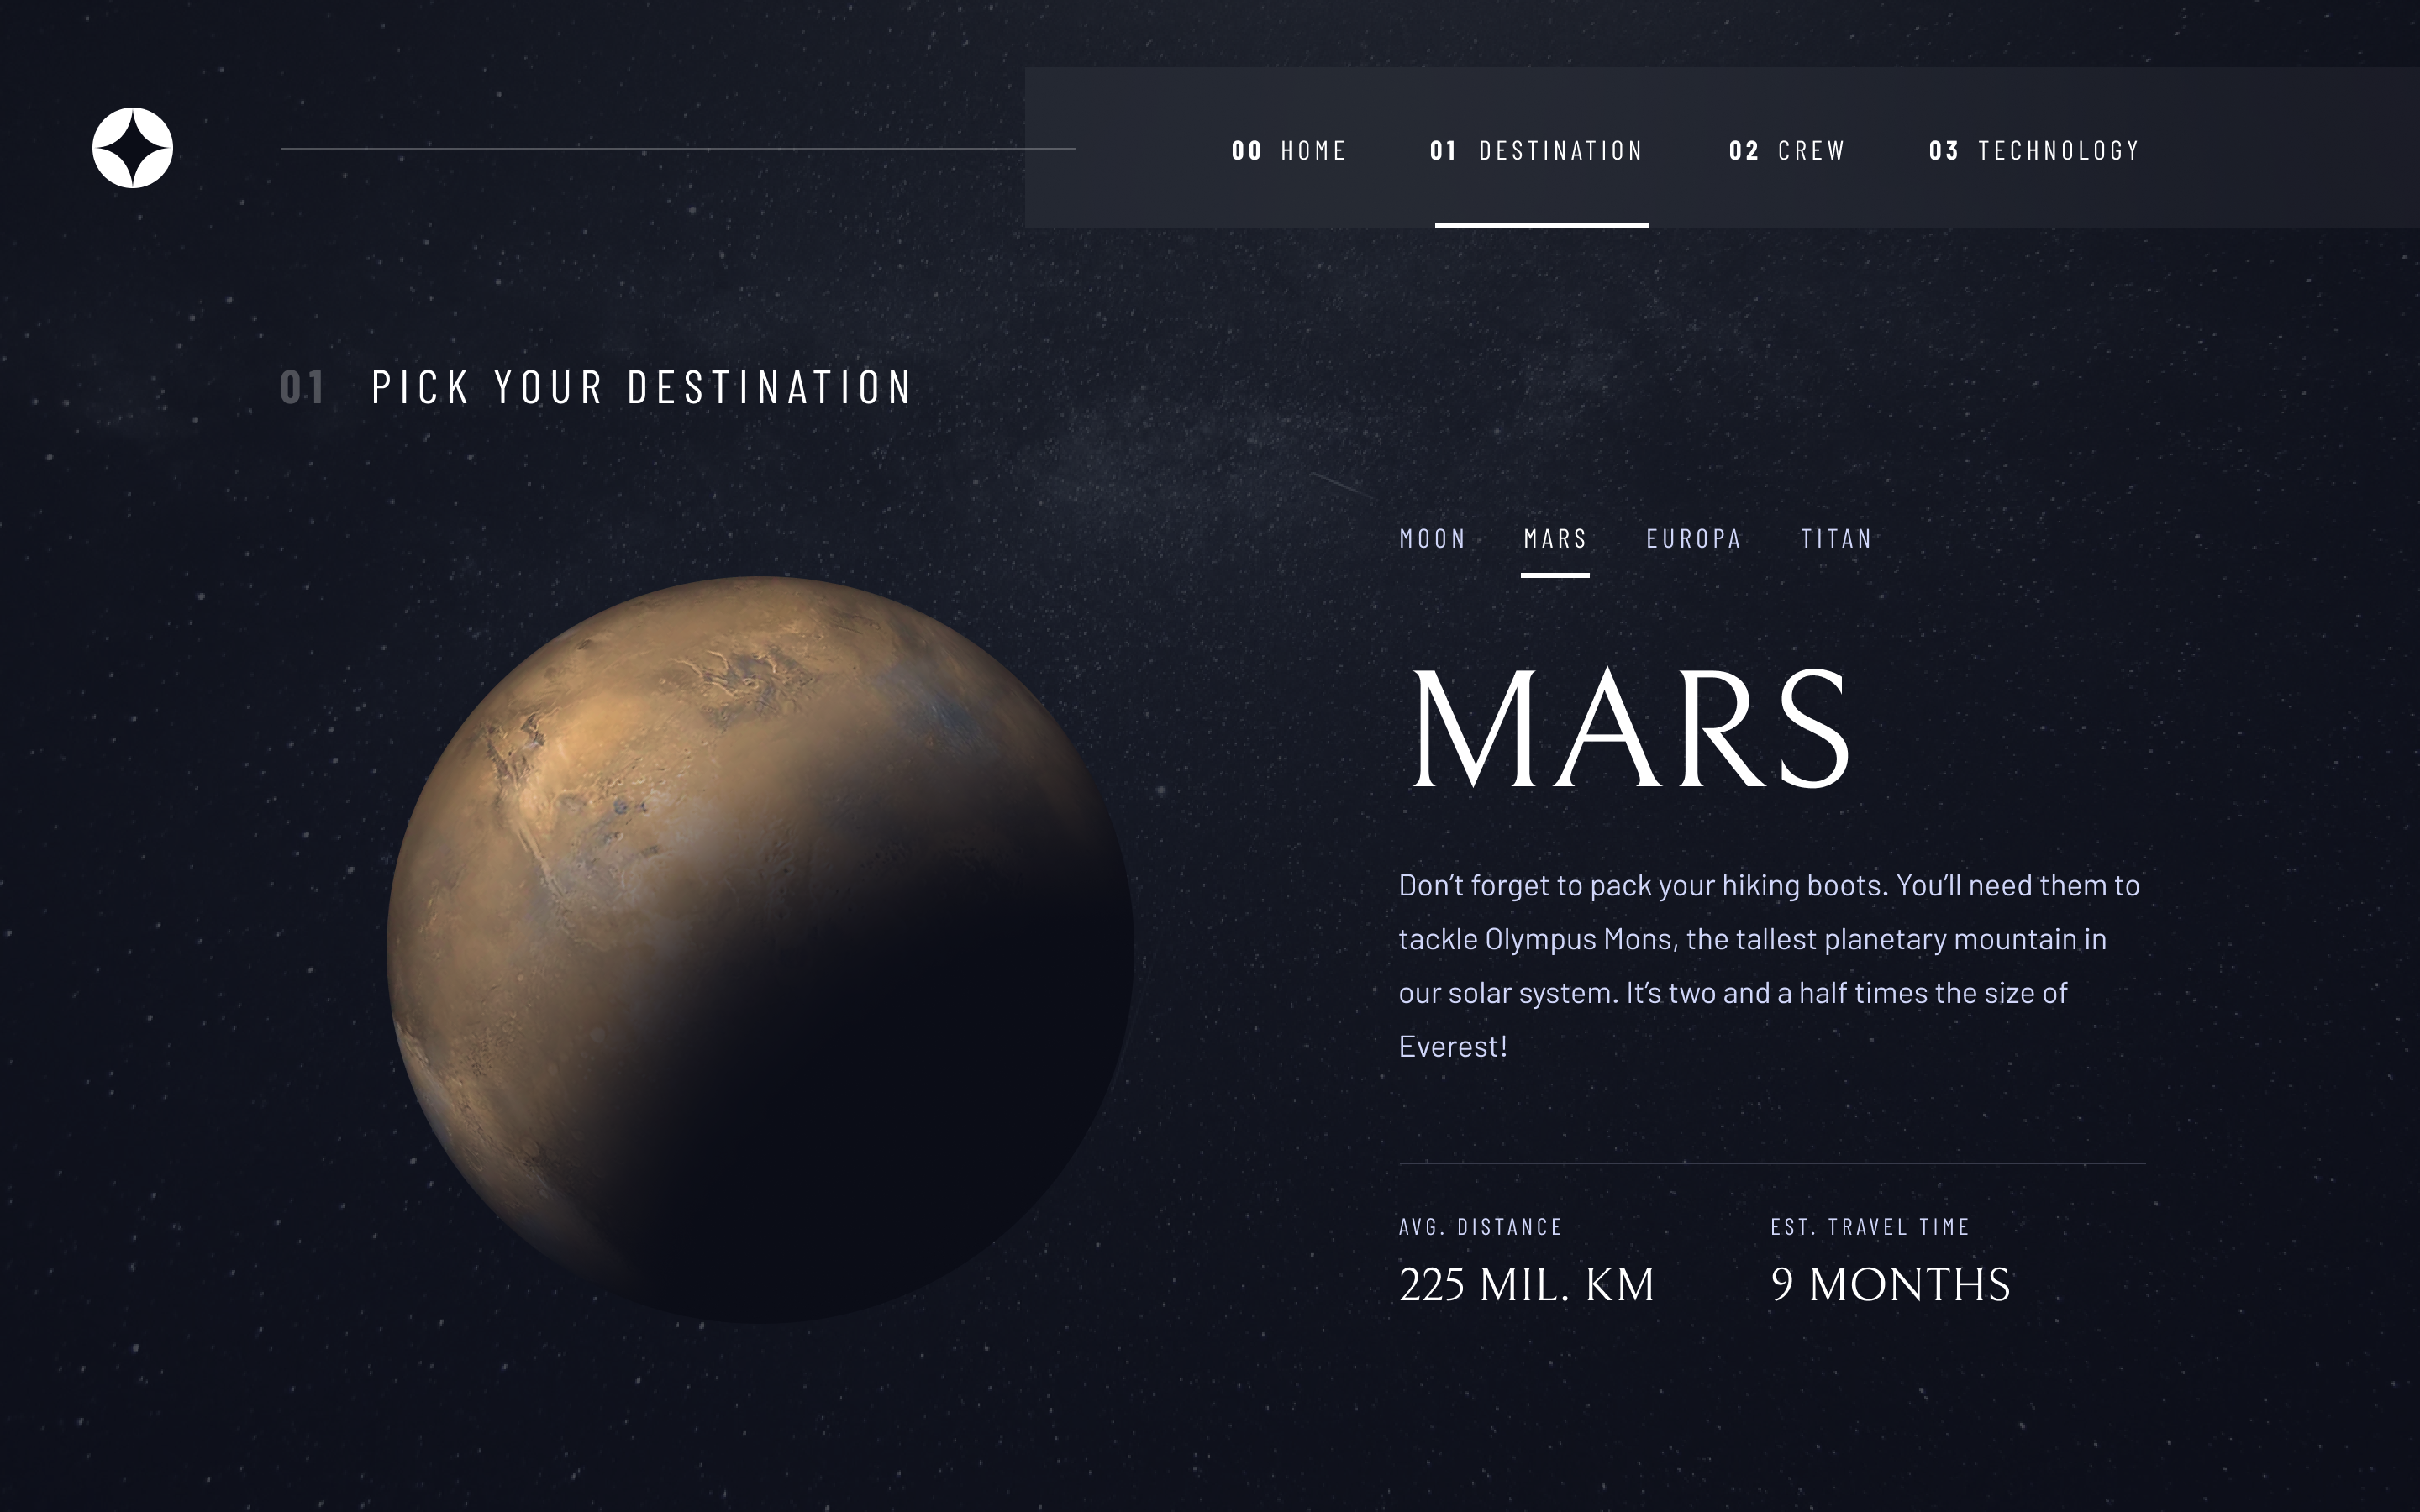 00 HOME 01 DESTINATION 02 CREW 03 TECHNOLOGY
01 PICK YOUR DESTINATION
MOON MARS EUROPA TITAN
MARS
Don’t forget to pack your hiking boots. You’ll need them to
tackle Olympus Mons, the tallest planetary mountain in
our solar system. It’s two and a half times the size of
Everest!
AVG. DISTANCE EST. TRAVEL TIME
225 MIL. KM 9 MONTHS